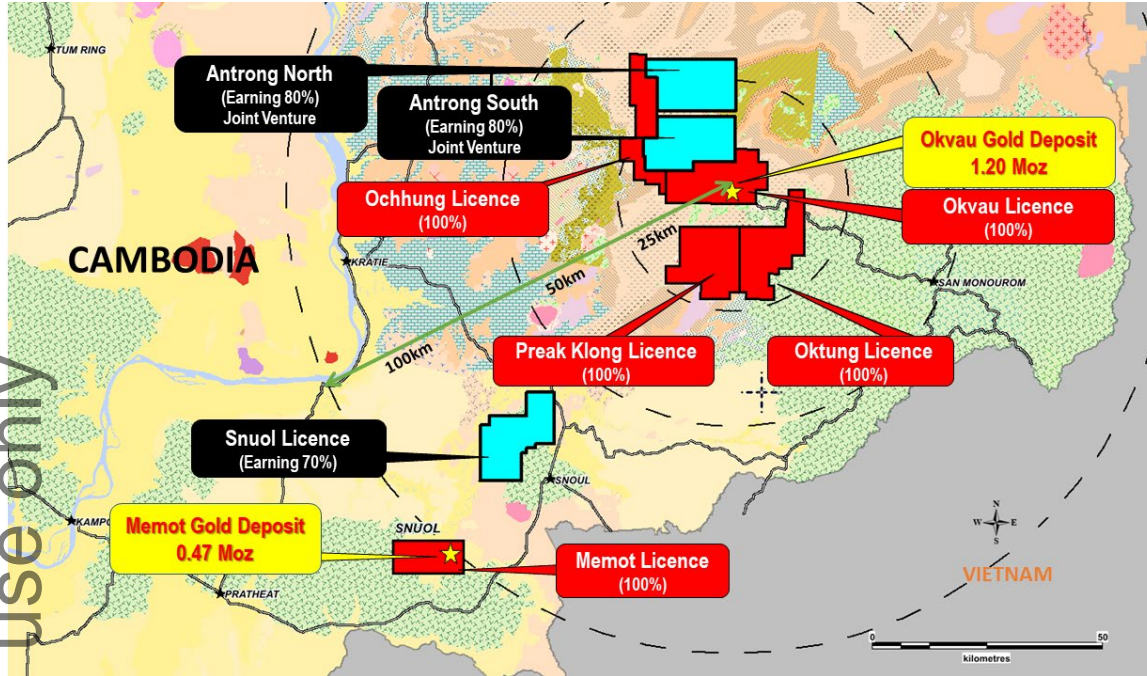 TUM RING
Antrong North
(Earning 80%)
Joint Venture
Antrong South
(Earning 80%)
Joint Venture
Okvau Gold Deposit
1.20 Moz
Ochhung Licence
(100%)
Okvau Licence
(100%)
CAMBODIA
KRATIE
25km
50km
100km
SAN MONOUROM
Preak Klong Licence
(100%)
Oktung Licence
(100%)
Snuol Licence
(Earning 70%)
SNOUL
KAMPO
Memot Gold Deposit
0.47 Moz
SNUOL
Memot Licence
(100%)
PRATHEAT
N
W E
S
VIETNAM
0 50
kilometres
use only